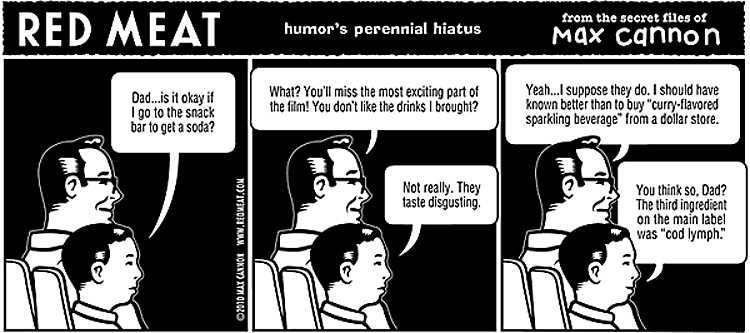 RED MEAT
humor's perennial hiatus
from the secret files of
Max cannon
Dad...is it okay if
I go to the snack
bar to get a soda?
©2010 MAX CANNON WWW.REDMEAT.COM
What? You'll miss the most exciting part of
the film! You don't like the drinks I brought?
Not really. They
taste disgusting.
Yeah...I suppose they do. I should have
known better than to buy “curry-flavored
sparkling beverage” from a dollar store.
You think so, Dad?
The third ingredient
on the main label
was “cod lymph.”